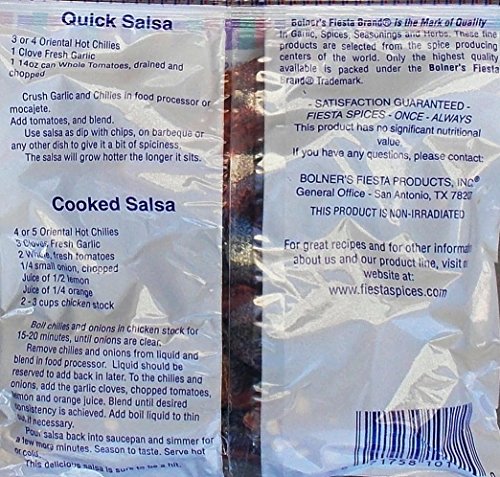 Quick Salsa
3 or 4 Oriental Hot Chilies
1 Clove Fresh Garlic
1 14oz can Whole Tomatoes, drained and
chopped
Crush Garlic and Chilies in food processor or
mocajete.
Add tomatoes, and blend.
Use salsa as dip with chips, on barbeque or
any other dish to give it a bit of spiciness.
The salsa will grow hotter the longer it sits.
Cooked Salsa
4 or 5 Oriental Hot Chilies
3 Clover, Fresh Garlic
2 Whole, fresh tomatoes
1/4 small onion, chopped
Juice of 1/2 lemon
Juice of 1/4 orange
2 - 3 cups chicken stock
Boil chilies and onions in chicken stock for
15-20 minutes, until onions are clear.
Remove chilies and onions from liquid and
blend in food processor. Liquid should be
reserved to add back in later. To the chilies and
onions, add the garlic cloves, chopped tomatoes,
lemon and orange juice. Blend until desired
consistency is achieved. Add boil liquid to thin
if necessary.
Pour salsa back into saucepan and simmer for
a few more minutes. Season to taste. Serve hot
or cold.
This delicious salsa is sure to be a hit.
Bolner's Fiesta Brand® is the Mark of Quality
in Garlic, Spices, Seasonings and Herbs. These fine
products are selected from the spice producing
centers of the world. Only the highest quality
available is packed under the Bolner's Fiesta
Brand® Trademark.
- SATISFACTION GUARANTEED -
FIESTA SPICES - ONCE - ALWAYS
This product has no significant nutritional
value.
If you have any questions, please contact:
BOLNER'S FIESTA PRODUCTS, INC®
General Office - San Antonio, TX 7820
THIS PRODUCT IS NON-IRRADIATED
For great recipes and for other informa
about us and our product line, visit
website at:
www.fiestaspices.com
71758 101